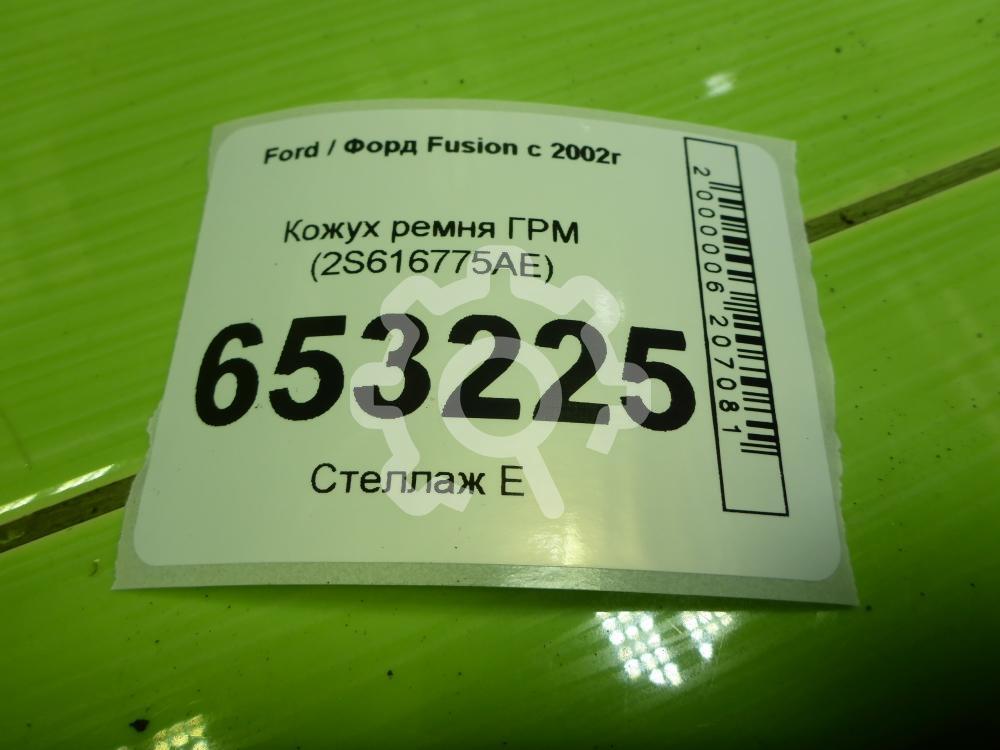 Ford / Форд Fusion с 2002г
Кожух ремня ГРМ
(2S616775AE)
653225
Стеллаж Е
2000006207081